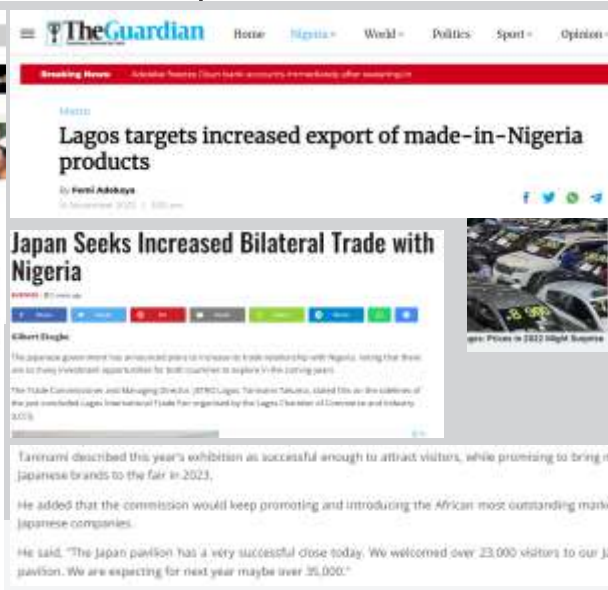 TheGuardian
Home Nigeria World Politics Sport Opinion
Breaking News
Metro
Lagos targets increased export of made-in-Nigeria
products
By Femi Adekoya
Japan Seeks Increased Bilateral Trade with
Nigeria
The Japanese government has announced plans to increase its trade relationship with Nigeria, noting that there
are so many investment opportunities for both countries to explore in the coming years.
The Trade Commissioner and Managing Director, JETRO Lagos, Taninami Takuma, stated this on the sidelines of
the just concluded Lagos International Trade Fair organised by the Lagos Chamber of Commerce and Industry
(LCCI).
Prices in 2022 Might Surprise
Taninami described this year's exhibition as successful enough to attract visitors, while promising to bring
Japanese brands to the fair in 2023.
He added that the commission would keep promoting and introducing the African most outstanding
Japanese companies.
He said, "The Japan pavilion has a very successful close today. We welcomed over 23,000 visitors to our
pavilion. We are expecting for next year maybe over 35,000."